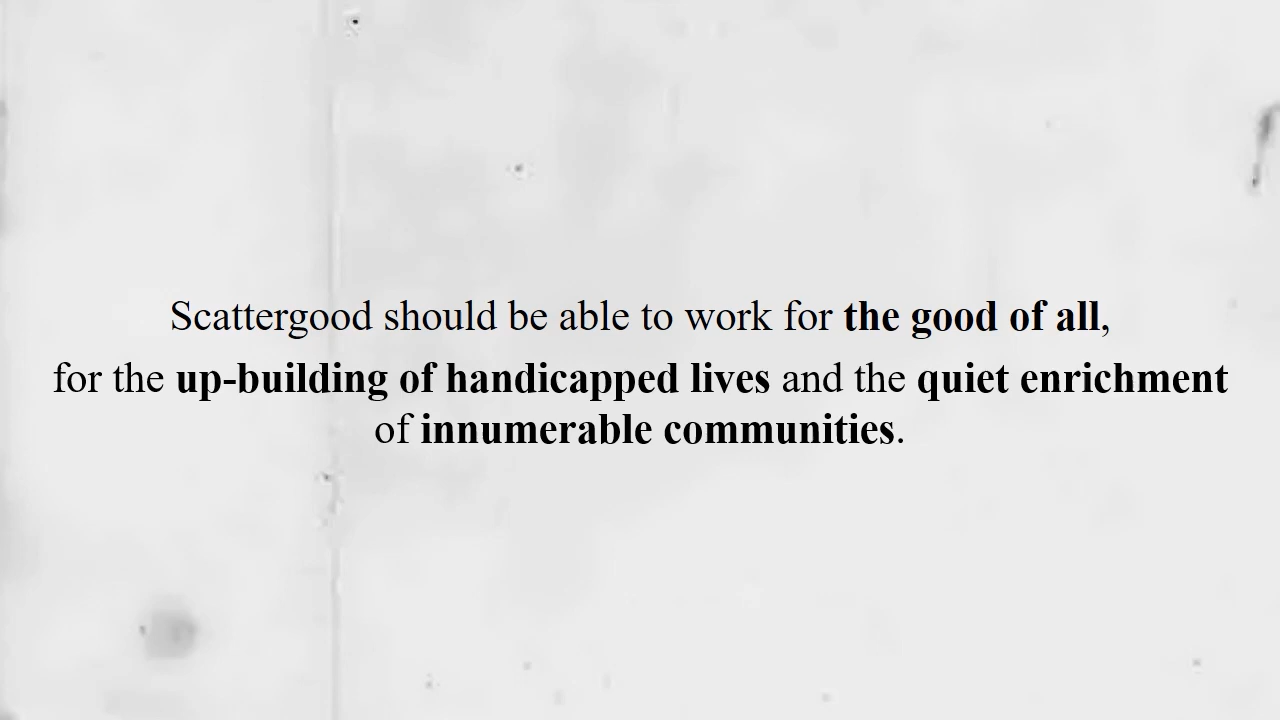 Scattergood should be able to work for the good of all,
for the up-building of handicapped lives and the quiet enrichment
of innumerable communities.